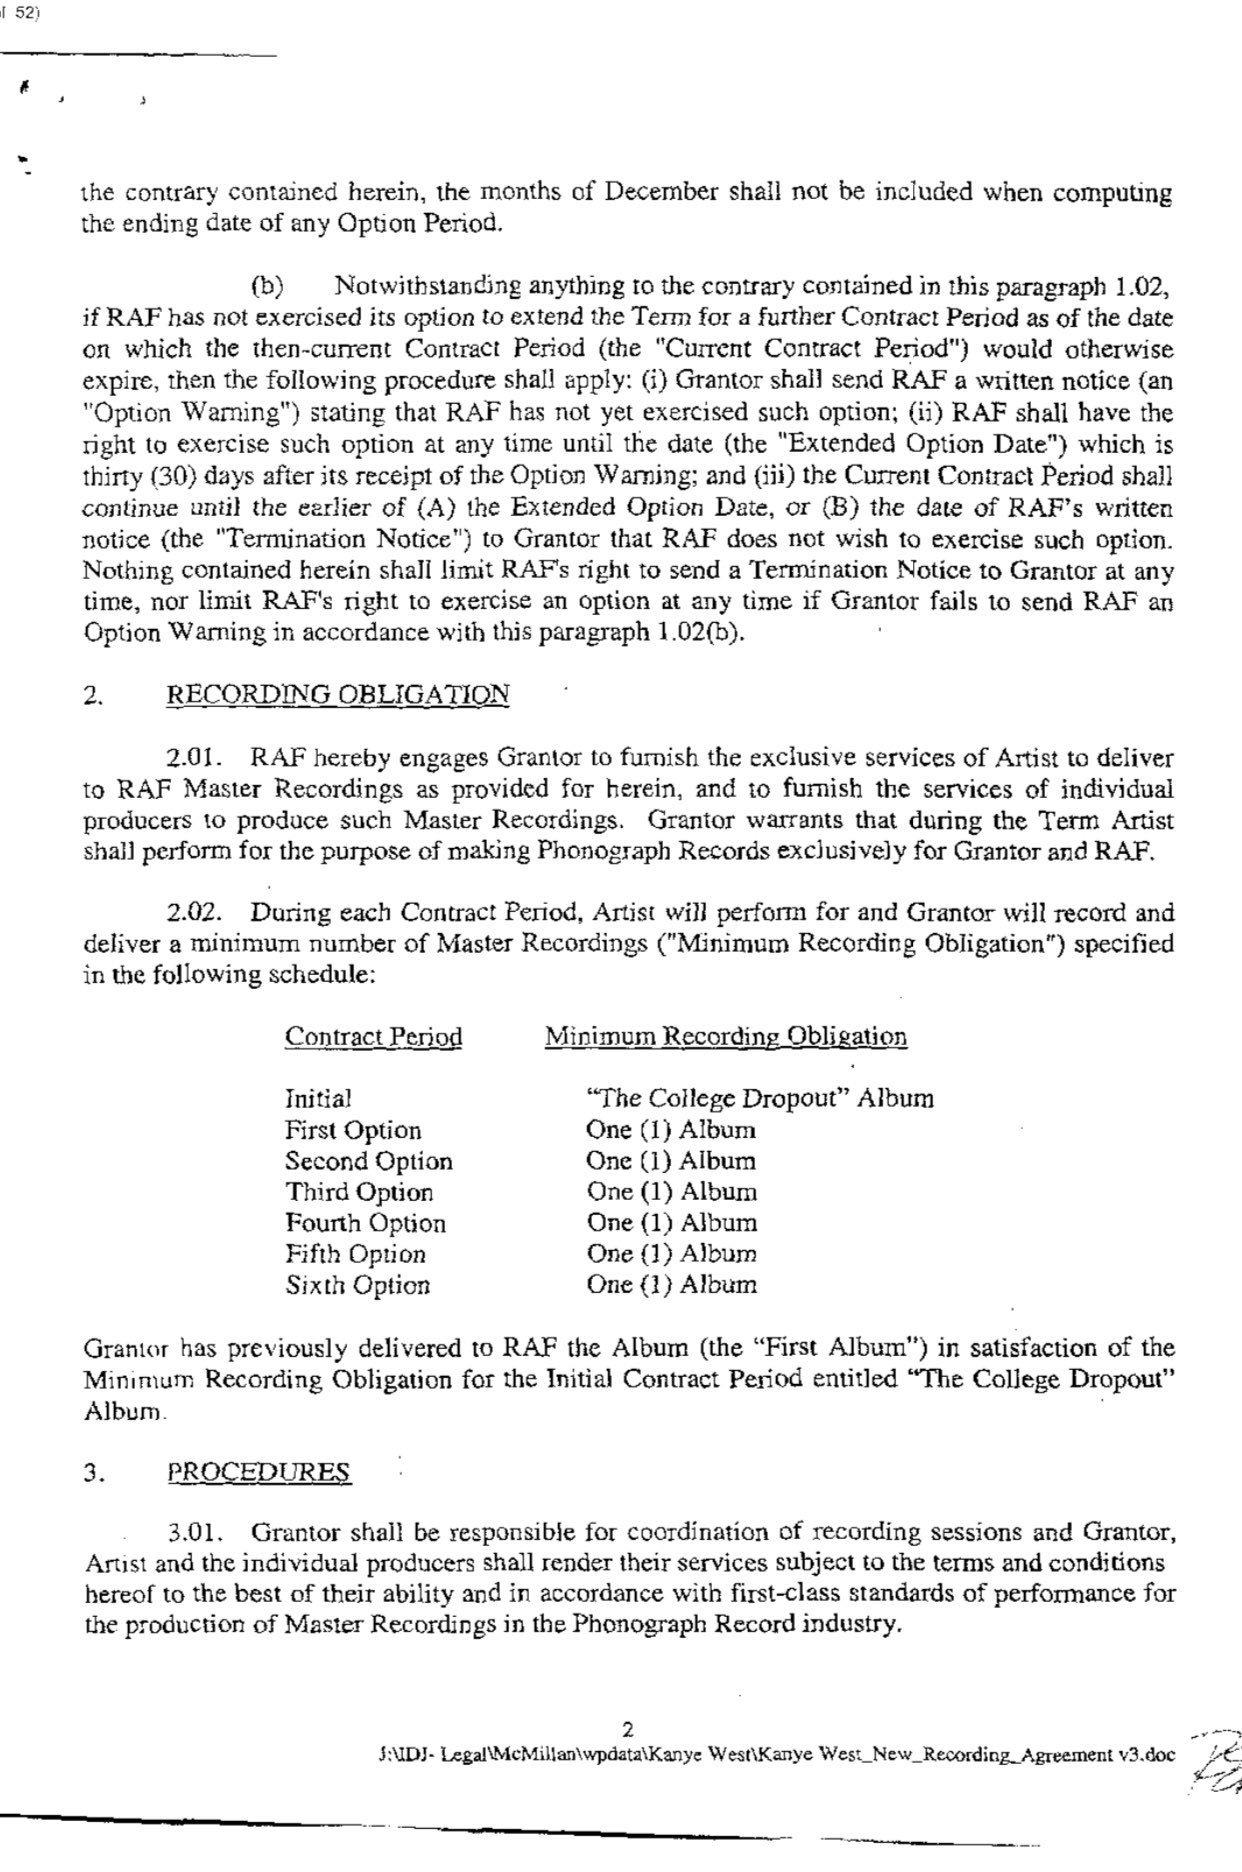 52)
the contrary contained herein, the months of December shall not be included when computing
the ending date of any Option Period.
(b) Notwithstanding anything to the contrary contained in this paragraph 1.02,
if RAF has not exercised its option to extend the Term for a further Contract Period as of the date
on which the then-current Contract Period (the "Current Contract Period") would otherwise
expire, then the following procedure shall apply: (i) Grantor shall send RAF a written notice (an
"Option Warning") stating that RAF has not yet exercised such option; (ii) RAF shall have the
right to exercise such option at any time until the date (the "Extended Option Date") which is
thirty (30) days after its receipt of the Option Warning; and (iii) the Current Contract Period shall
continue until the earlier of (A) the Extended Option Date, or (B) the date of RAF's written
notice (the "Termination Notice") to Grantor that RAF does not wish to exercise such option.
Nothing contained herein shall limit RAF's right to send a Termination Notice to Grantor at any
time, nor limit RAF's right to exercise an option at any time if Grantor fails to send RAF an
Option Warning in accordance with this paragraph 1.02(b).
2. RECORDING OBLIGATION
2.01. RAF hereby engages Grantor to furnish the exclusive services of Artist to deliver
to RAF Master Recordings as provided for herein, and to furnish the services of individual
producers to produce such Master Recordings. Grantor warrants that during the Term Artist
shall perform for the purpose of making Phonograph Records exclusively for Grantor and RAF.
2.02. During each Contract Period, Artist will perform for and Grantor will record and
deliver a minimum number of Master Recordings ("Minimum Recording Obligation") specified
in the following schedule:
Contract Period Minimum Recording Obligation
Initial “The College Dropout” Album
First Option One (1) Album
Second Option One (1) Album
Third Option One (1) Album
Fourth Option One (1) Album
Fifth Option One (1) Album
Sixth Option One (1) Album
Grantor has previously delivered to RAF the Album (the “First Album”) in satisfaction of the
Minimum Recording Obligation for the Initial Contract Period entitled “The College Dropout”
Album.
3. PROCEDURES
3.01. Grantor shall be responsible for coordination of recording sessions and Grantor,
Artist and the individual producers shall render their services subject to the terms and conditions
hereof to the best of their ability and in accordance with first-class standards of performance for
the production of Master Recordings in the Phonograph Record industry.
2
J:\IDJ- Legal\McMillan\wpdata\Kanye West\Kanye West_New_Recording_Agreement v3.doc